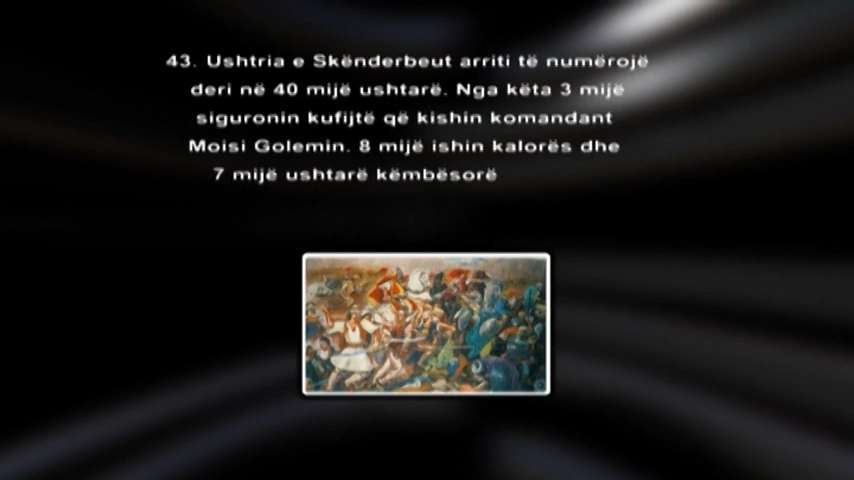 43. Ushtria e Skënderbeut arriti të numërojë
deri në 40 mijë ushtarë. Nga këta 3 mijë
siguronin kufijtë që kishin komandant
Moisi Golemin. 8 mijë ishin kalorës dhe
7 mijë ushtarë këmbësorë